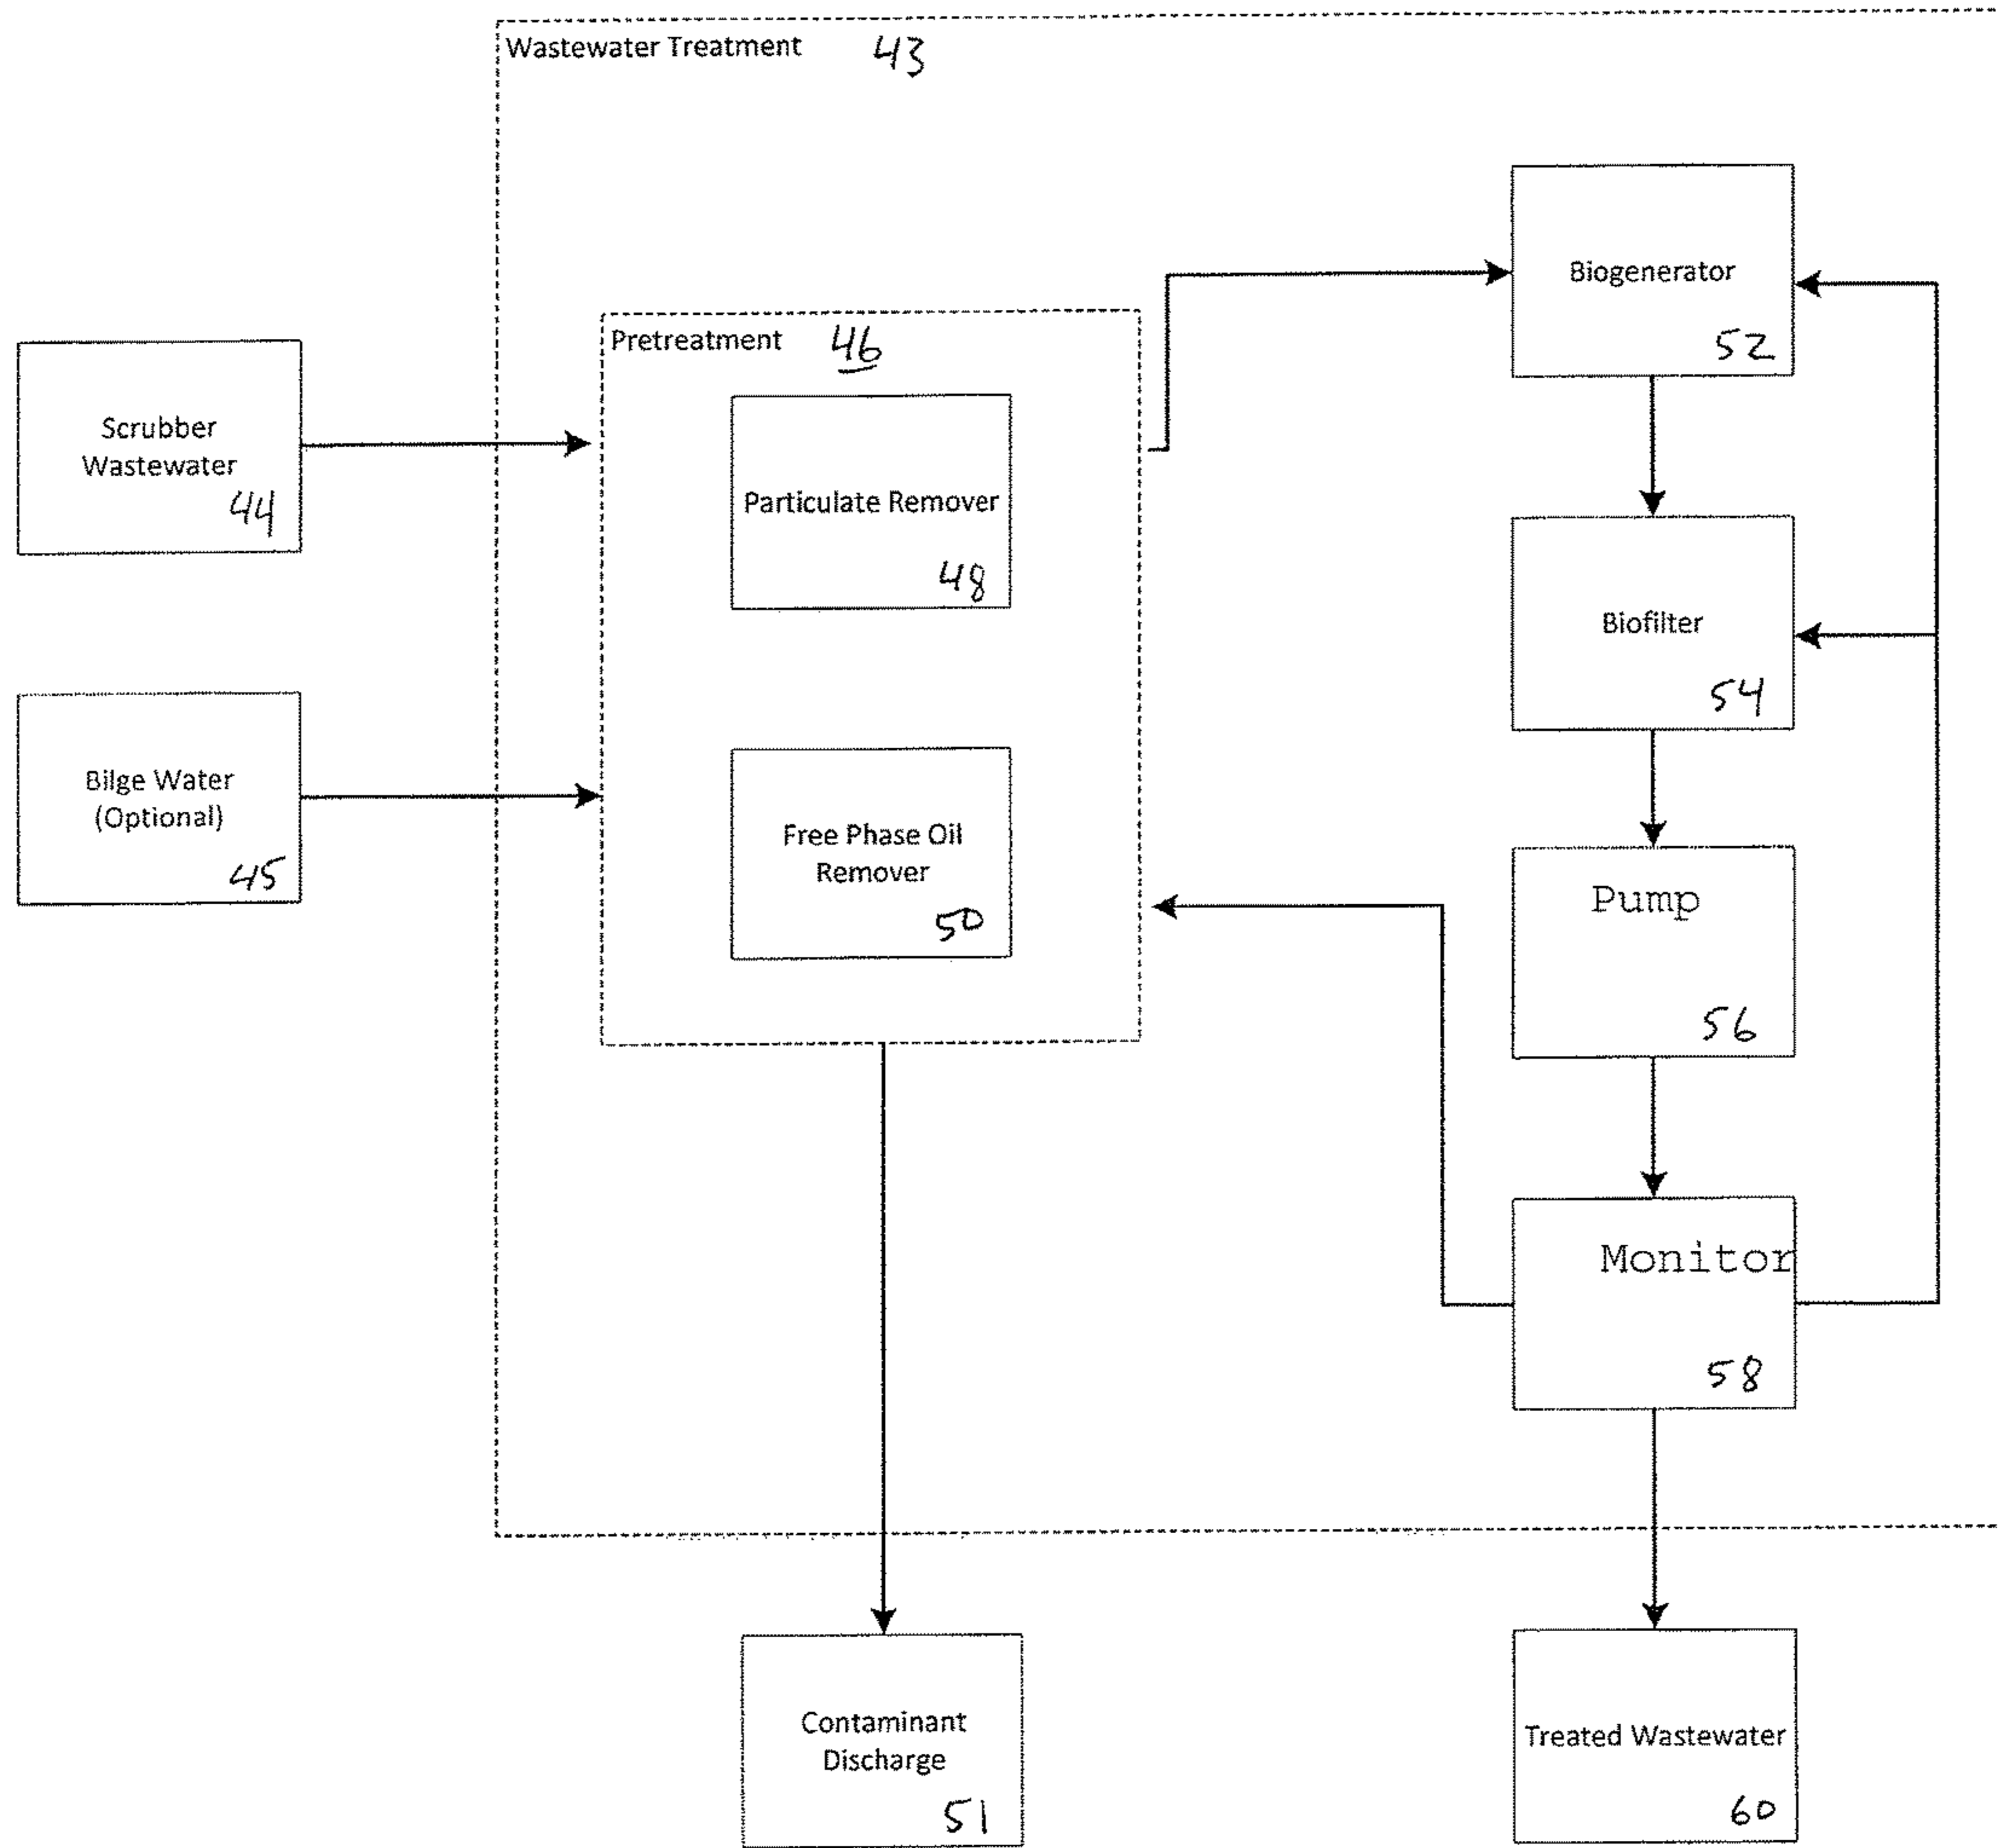 Wastewater Treatment 43
Pretreatment 46
Scrubber
Wastewater
44
Bilge Water
(Optional)
45
Particulate Remover
48
Free Phase Oil
Remover
50
Biogenerator
52
Biofilter
54
Pump
56
Monitor
58
Contaminant
Discharge
51
Treated Wastewater
60